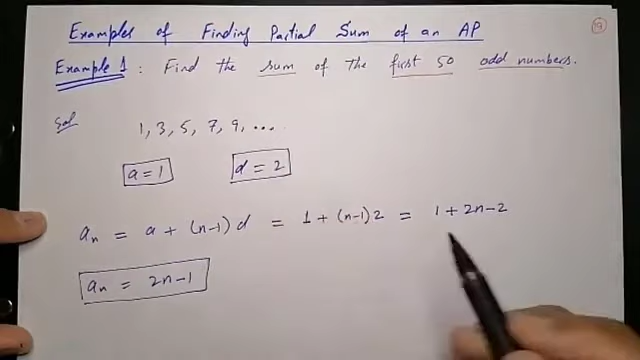 Examples of Finding Partial Sum of an AP
19
Example 1 : Find the sum of the first 50 odd numbers.
Sol
1, 3, 5, 7, 9, ...
a = 1
d = 2
aₙ = a + (n-1) d = 1 + (n-1) 2 = 1 + 2n - 2
aₙ = 2n - 1